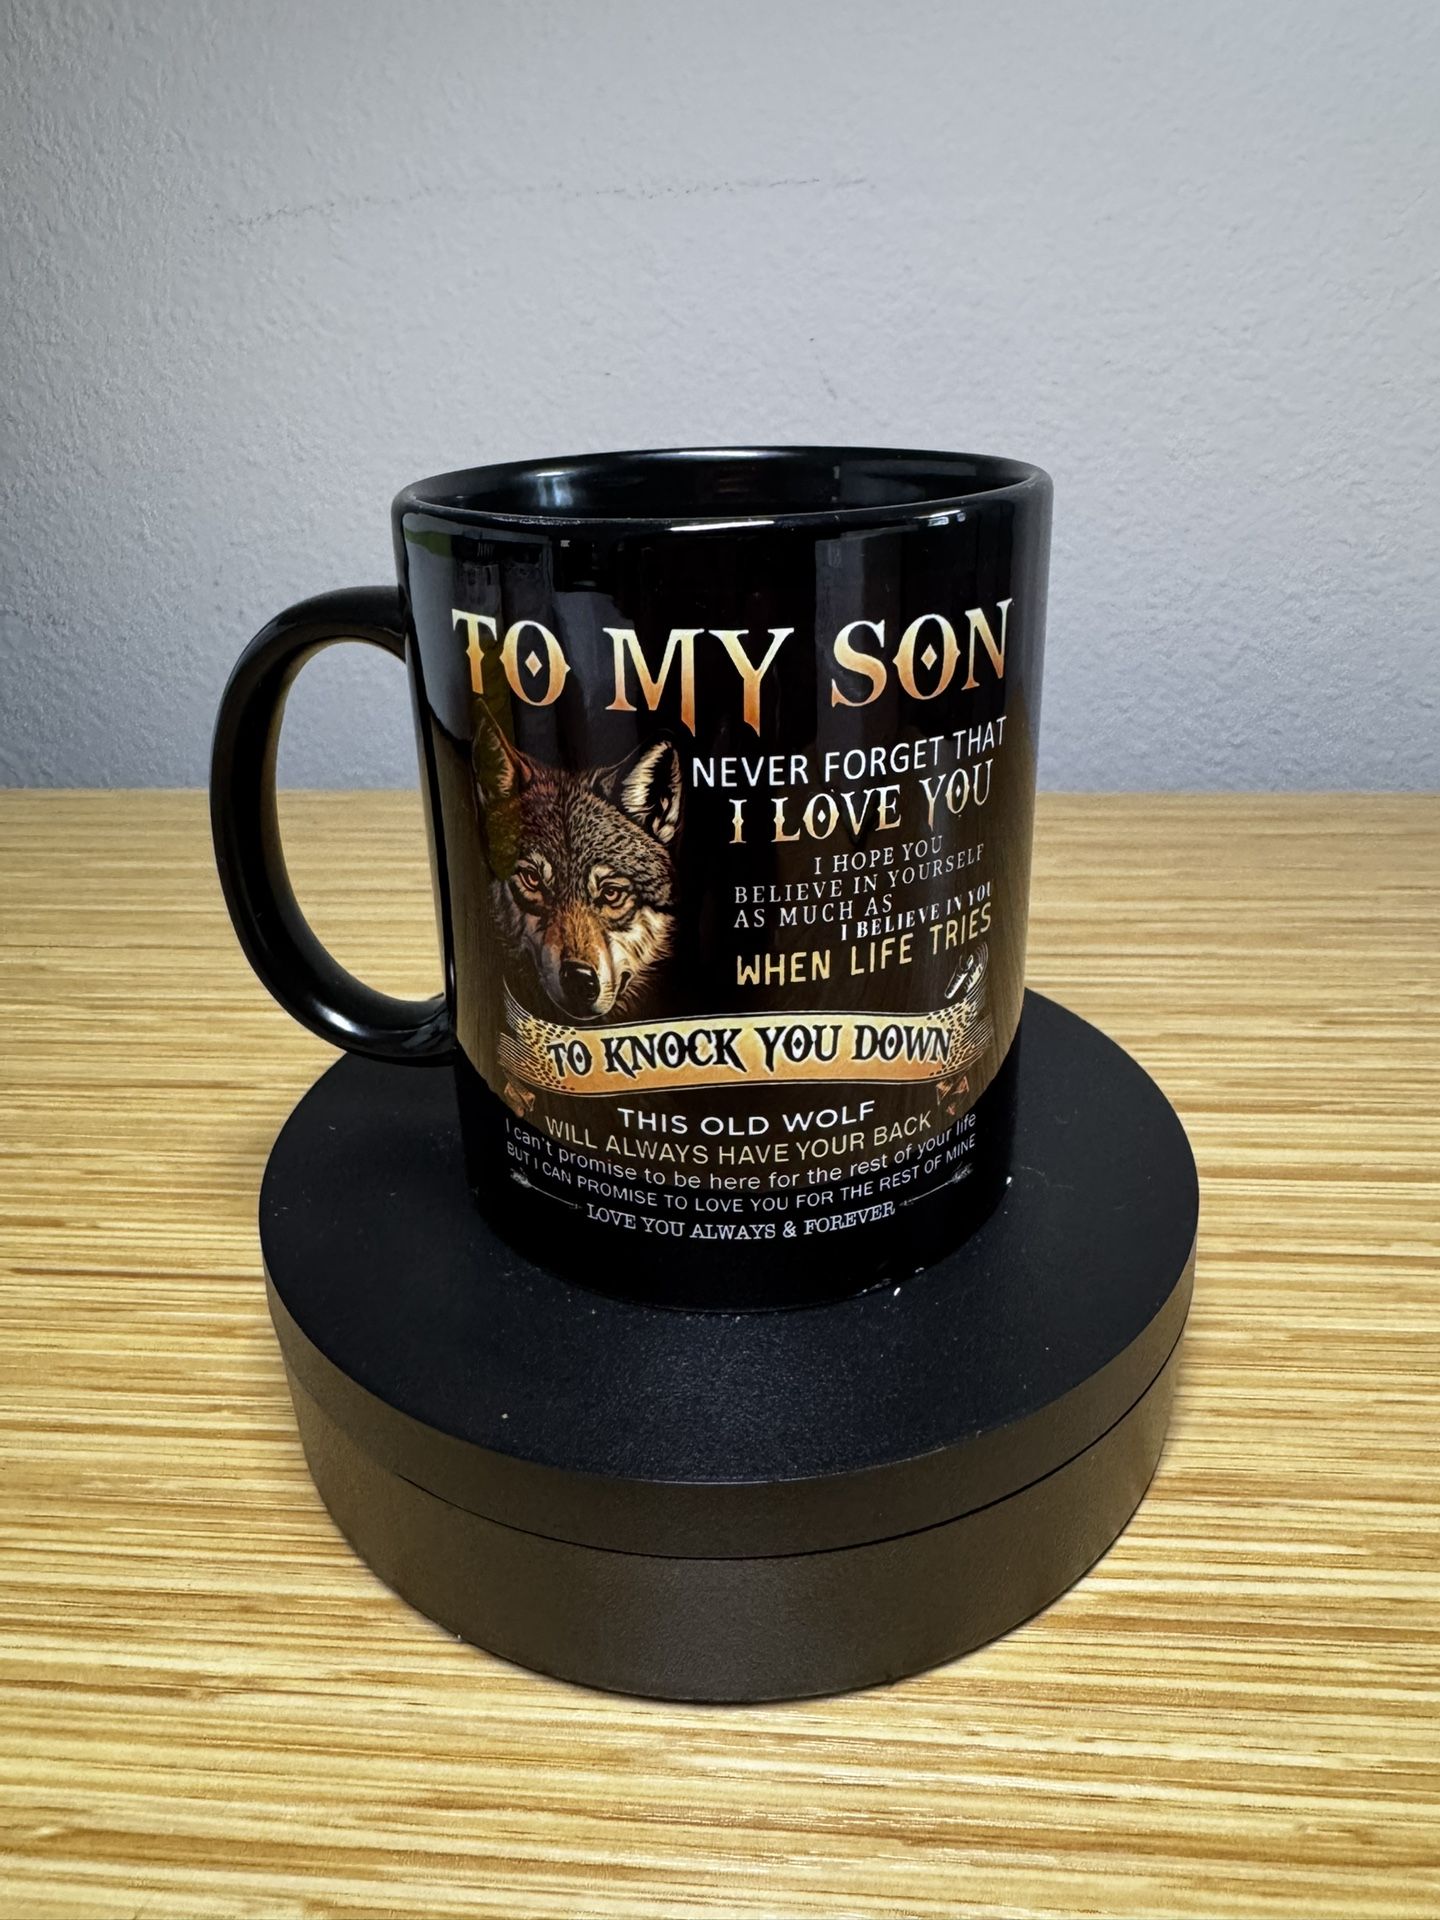 TO MY SON
NEVER FORGET THAT
I LOVE YOU
I HOPE YOU
BELIEVE IN YOURSELF
AS MUCH AS
I BELIEVE IN YOU
WHEN LIFE TRIES
TO KNOCK YOU DOWN
THIS OLD WOLF
WILL ALWAYS HAVE YOUR BACK
I can't promise to be here for the rest of your life
BUT I CAN PROMISE TO LOVE YOU FOR THE REST OF MINE
LOVE YOU ALWAYS & FOREVER